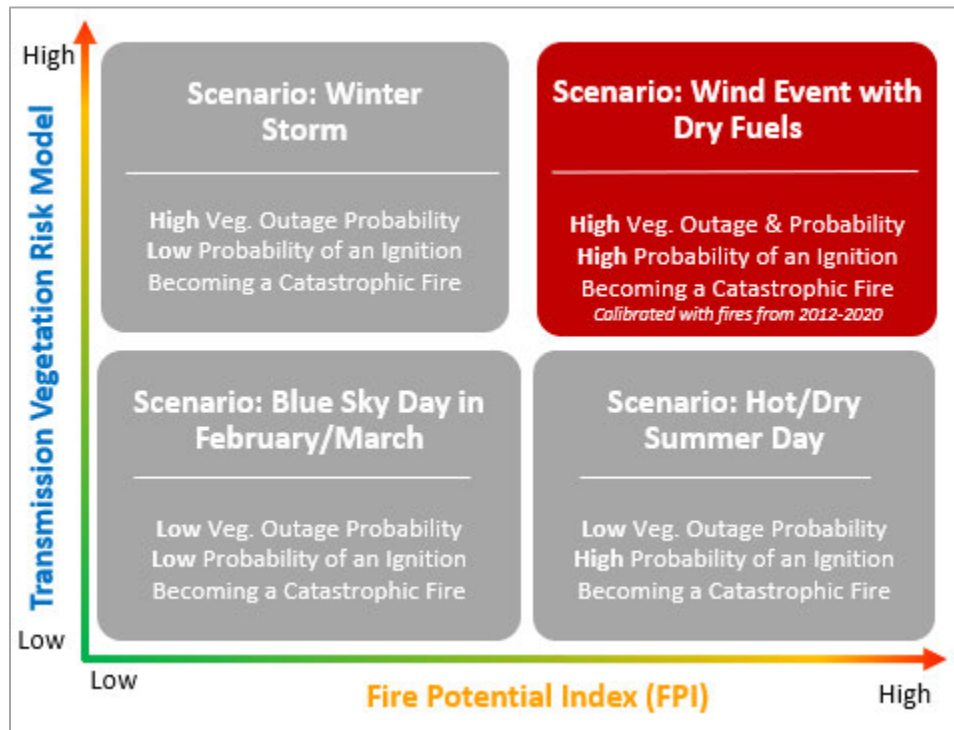 High
Transmission Vegetation Risk Model
Low
Scenario: Winter
Storm
High Veg. Outage Probability
Low Probability of an Ignition
Becoming a Catastrophic Fire
Scenario: Wind Event with
Dry Fuels
High Veg. Outage & Probability
High Probability of an Ignition
Becoming a Catastrophic Fire
Calibrated with fires from 2012-2020
Scenario: Blue Sky Day in
February/March
Low Veg. Outage Probability
Low Probability of an Ignition
Becoming a Catastrophic Fire
Scenario: Hot/Dry
Summer Day
Low Veg. Outage Probability
High Probability of an Ignition
Becoming a Catastrophic Fire
Low
Fire Potential Index (FPI)
High